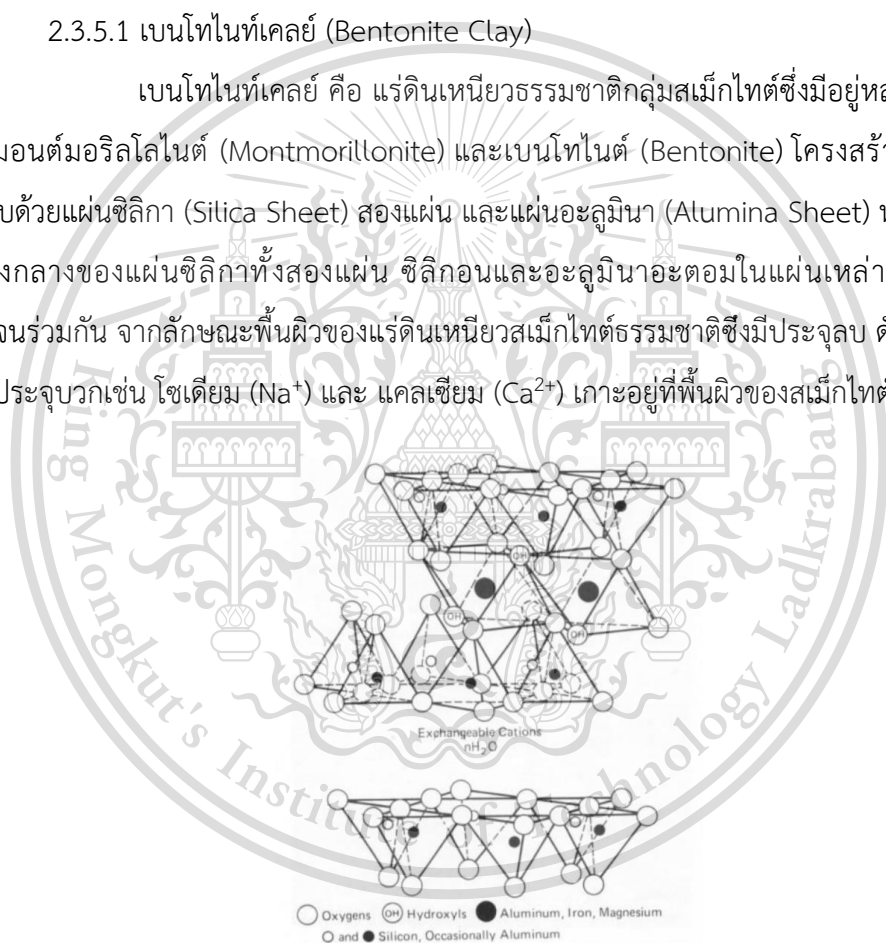 2.3.5.1 เบนโทไนท์เคลย์ (Bentonite Clay)
เบนโทไนท์เคลย์ คือ แร่ดินเหนียวธรรมชาติกลุ่มสเม็กไทต์ซึ่งมีอยู่
มอนต์มอริลโลไนต์ (Montmorillonite) และเบนโทไนต์ (Bentonite)
ด้วยแผ่นซิลิกา (Silica Sheet) สองแผ่น และแผ่นอะลูมินา (Alumina Sheet)
กลางของแผ่นซิลิกาทั้งสองแผ่น ซิลิกอนและอะลูมินาอะตอมในแผ่นเหล่า
ร่วมกัน จากลักษณะพื้นผิวของแร่ดินเหนียวสเม็กไทต์ธรรมชาติซึ่งมีประจุลบ
ประจุบวกเช่น โซเดียม (Na⁺) และ แคลเซียม (Ca²⁺) เกาะอยู่ที่พื้นผิวของสเม็กไทต์
OH
OH
OH
Exchangeable Cations
nH₂O
Oxygens OH Hydroxyls Aluminum, Iron, Magnesium
and Silicon, Occasionally Aluminum
King Mongkut's Institute of Technology Ladkrabang